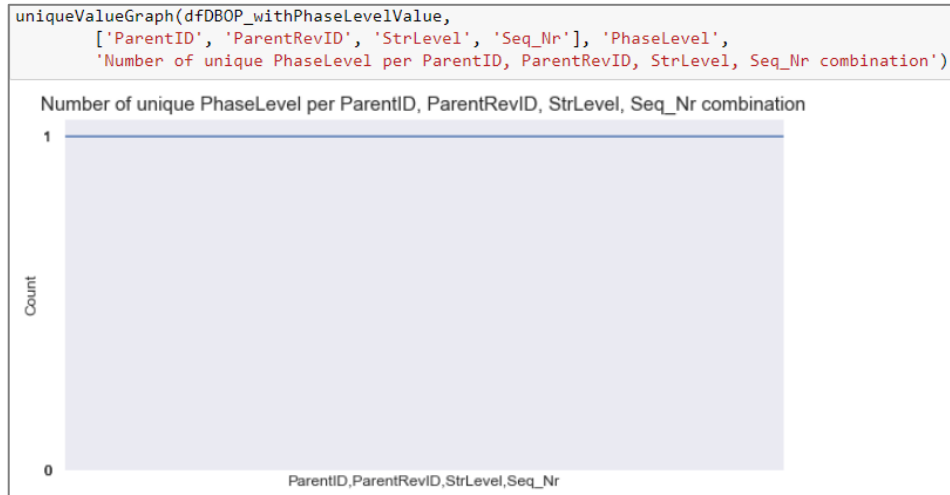 uniqueValueGraph(dfDBOP_withPhaseLevelValue,
['ParentID', 'ParentRevID', 'StrLevel', 'Seq_Nr'], 'PhaseLevel',
'Number of unique PhaseLevel per ParentID, ParentRevID, StrLevel, Seq_Nr combination')
Number of unique PhaseLevel per ParentID, ParentRevID, StrLevel, Seq_Nr combination
1
Count
0
ParentID,ParentRevID,StrLevel,Seq_Nr